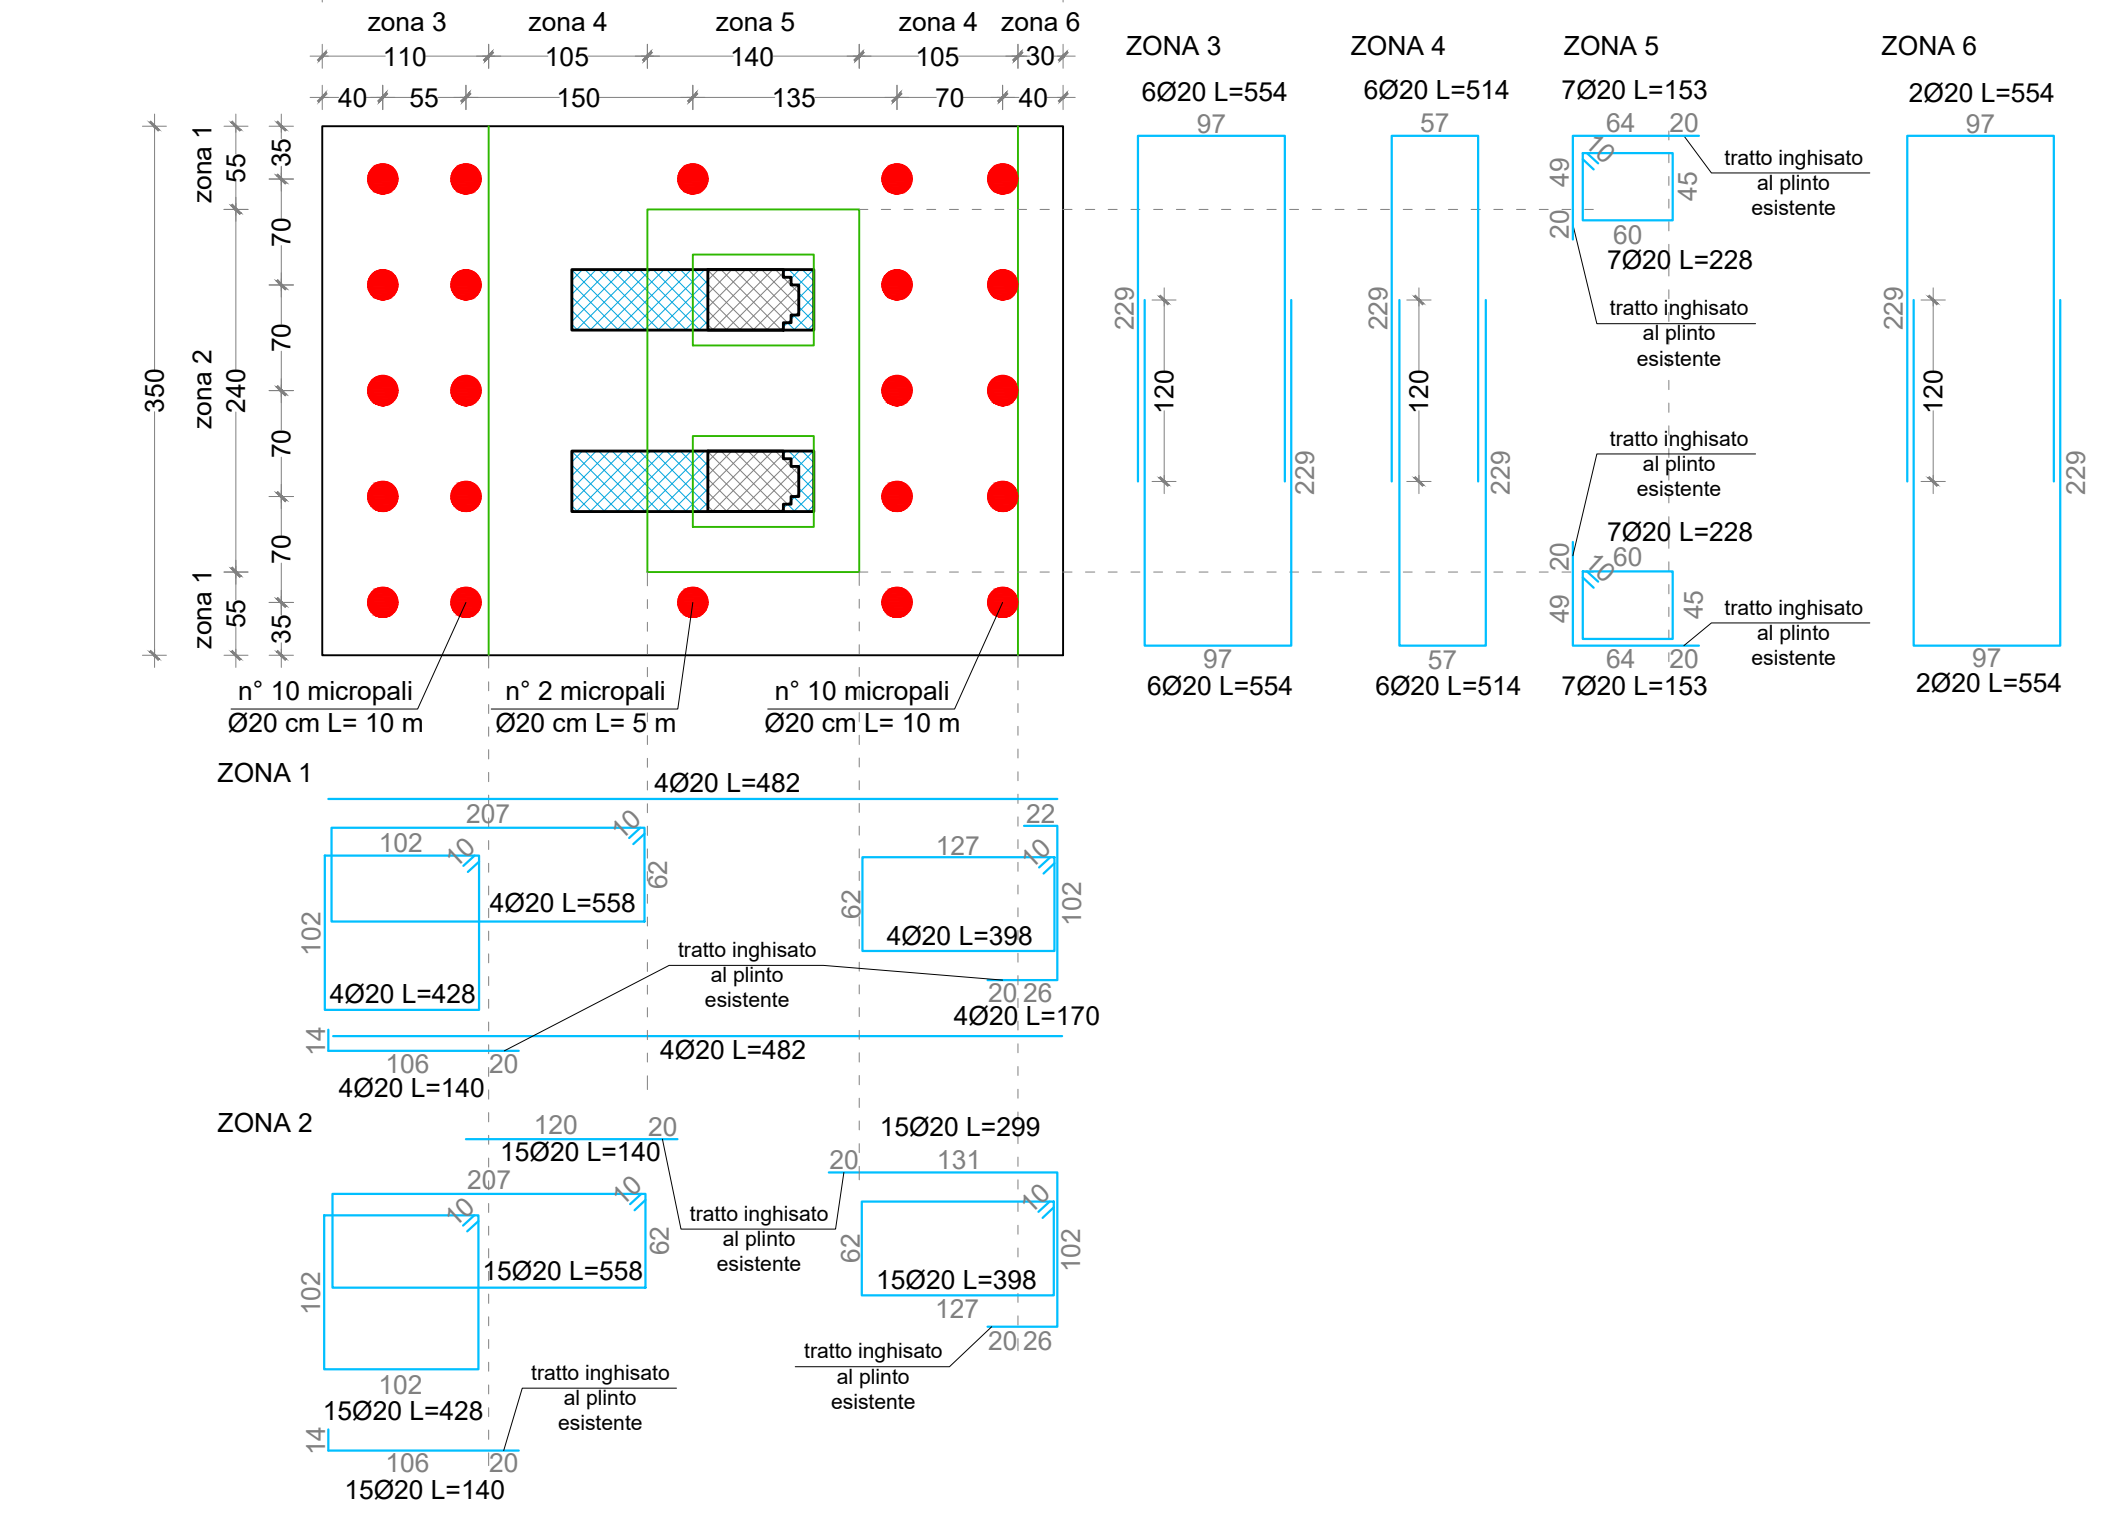 zona 3
zona 4
zona 5
zona 4
zona 6
110
105
140
105
30
40
55
150
135
70
40
zona 1
55
35
70
70
350
zona 2
240
70
70
zona 1
55
35
n° 10 micropali
Ø20 cm L= 10 m
n° 2 micropali
Ø20 cm L= 5 m
n° 10 micropali
Ø20 cm L= 10 m
ZONA 3
6Ø20 L=554
97
229
120
229
97
6Ø20 L=554
ZONA 4
6Ø20 L=514
57
229
120
229
57
6Ø20 L=514
ZONA 5
7Ø20 L=153
64
20
10
49
45
20
60
7Ø20 L=228
tratto inghisato
al plinto
esistente
tratto inghisato
al plinto
esistente
tratto inghisato
al plinto
esistente
7Ø20 L=228
20
60
10
49
45
64
20
7Ø20 L=153
tratto inghisato
al plinto
esistente
ZONA 6
2Ø20 L=554
97
229
120
229
97
2Ø20 L=554
ZONA 1
4Ø20 L=482
207
10
102
10
62
4Ø20 L=558
102
4Ø20 L=428
22
127
10
62
102
4Ø20 L=398
tratto inghisato
al plinto
esistente
20
26
4Ø20 L=170
14
4Ø20 L=482
106
20
4Ø20 L=140
ZONA 2
120
20
15Ø20 L=140
15Ø20 L=299
20
131
207
10
10
62
tratto inghisato
al plinto
esistente
102
15Ø20 L=558
102
15Ø20 L=428
10
62
102
15Ø20 L=398
127
20
26
tratto inghisato
al plinto
esistente
tratto inghisato
al plinto
esistente
14
106
20
15Ø20 L=140